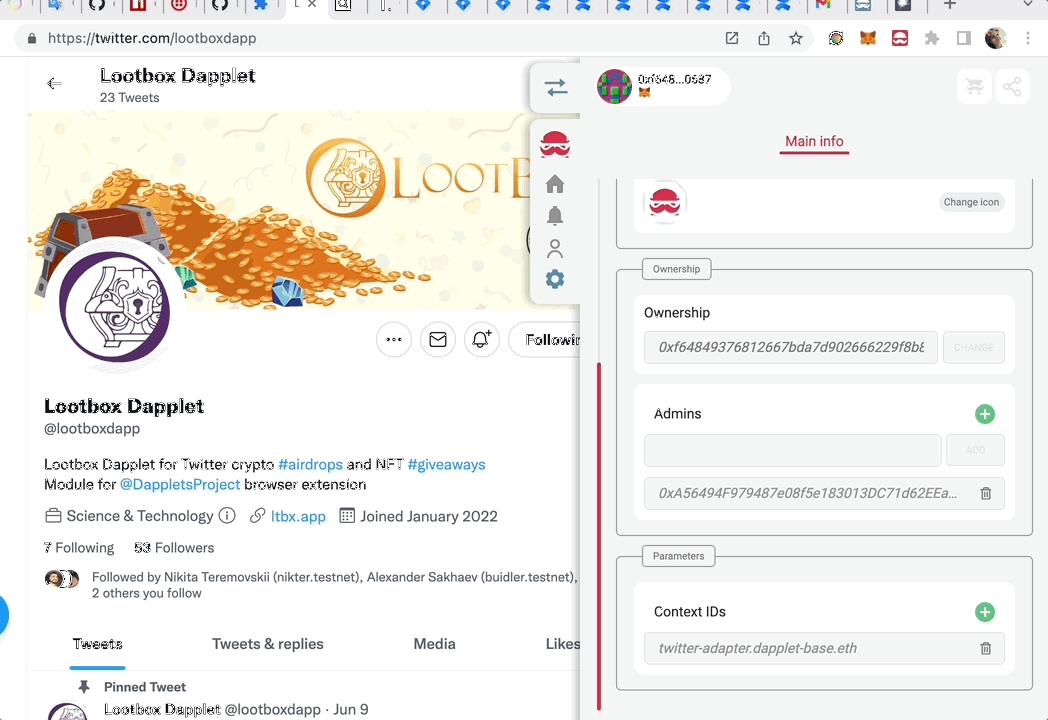 https://twitter.com/lootboxdapp
Lootbox Dapplet
23 Tweets
LOOTB
Following
Lootbox Dapplet
@lootboxdapp
Lootbox Dapplet for Twitter crypto #airdrops and NFT #giveaways
Module for @DappletsProject browser extension
Science & Technology ltbx.app Joined January 2022
7 Following 53 Followers
Followed by Nikita Teremovskii (nikter.testnet), Alexander Sakhaev (buidler.testnet),
2 others you follow
Tweets Tweets & replies Media Likes
Pinned Tweet
Lootbox Dapplet @lootboxdapp · Jun 9
0xf648...0687
Main info
Change icon
Ownership
Ownership
0xf64849376812667bda7d902666229f8b8
CHANGE
Admins
ADD
0xA56494F979487e08f5e183013DC71d62EEa...
Parameters
Context IDs
twitter-adapter.dapplet-base.eth